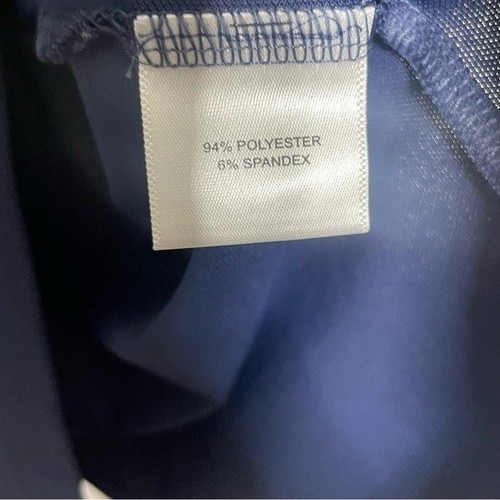 94% POLYESTER
6% SPANDEX